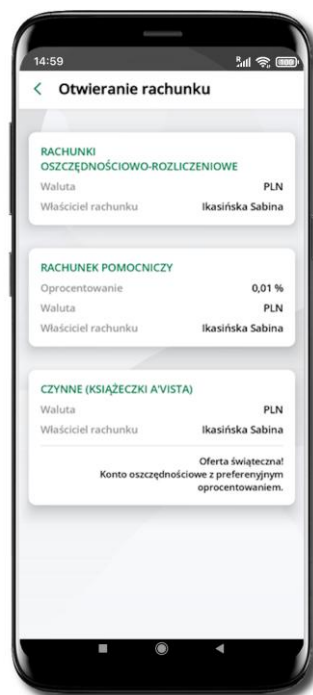 14:59
R
100
Otwieranie rachunku
RACHUNKI
OSZCZĘDNOŚCIOWO-ROZLICZENIOWE
Waluta PLN
Właściciel rachunku Ikasińska Sabina
RACHUNEK POMOCNICZY
Oprocentowanie 0,01 %
Waluta PLN
Właściciel rachunku Ikasińska Sabina
CZYNNE (KSIĄŻECZKI A'VISTA)
Waluta PLN
Właściciel rachunku Ikasińska Sabina
Oferta świąteczna!
Konto oszczędnościowe z preferenyjnym
oprocentowaniem.